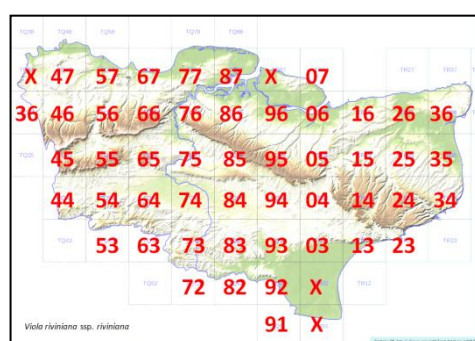 X 47 57 67 77 87 X 07
36 46 56 66 76 86 96 06 16 26 36
45 55 65 75 85 95 05 15 25 35
44 54 64 74 84 94 04 14 24 34
53 63 73 83 93 03 13 23
72 82 92 X
91 X
Viola riviniana ssp. riviniana